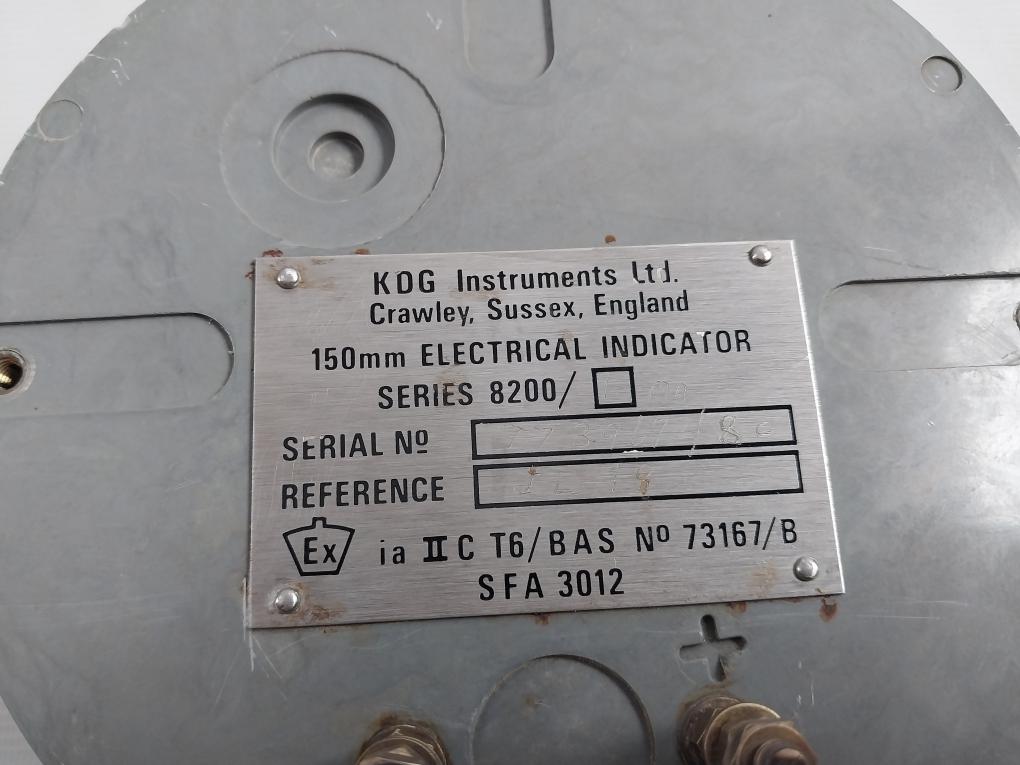 KDG Instruments Ltd.
Crawley, Sussex, England
150mm ELECTRICAL INDICATOR
SERIES 8200/
SERIAL Nº
REFERENCE
Ex ia II C T6/BAS Nº 73167/B
SFA 3012